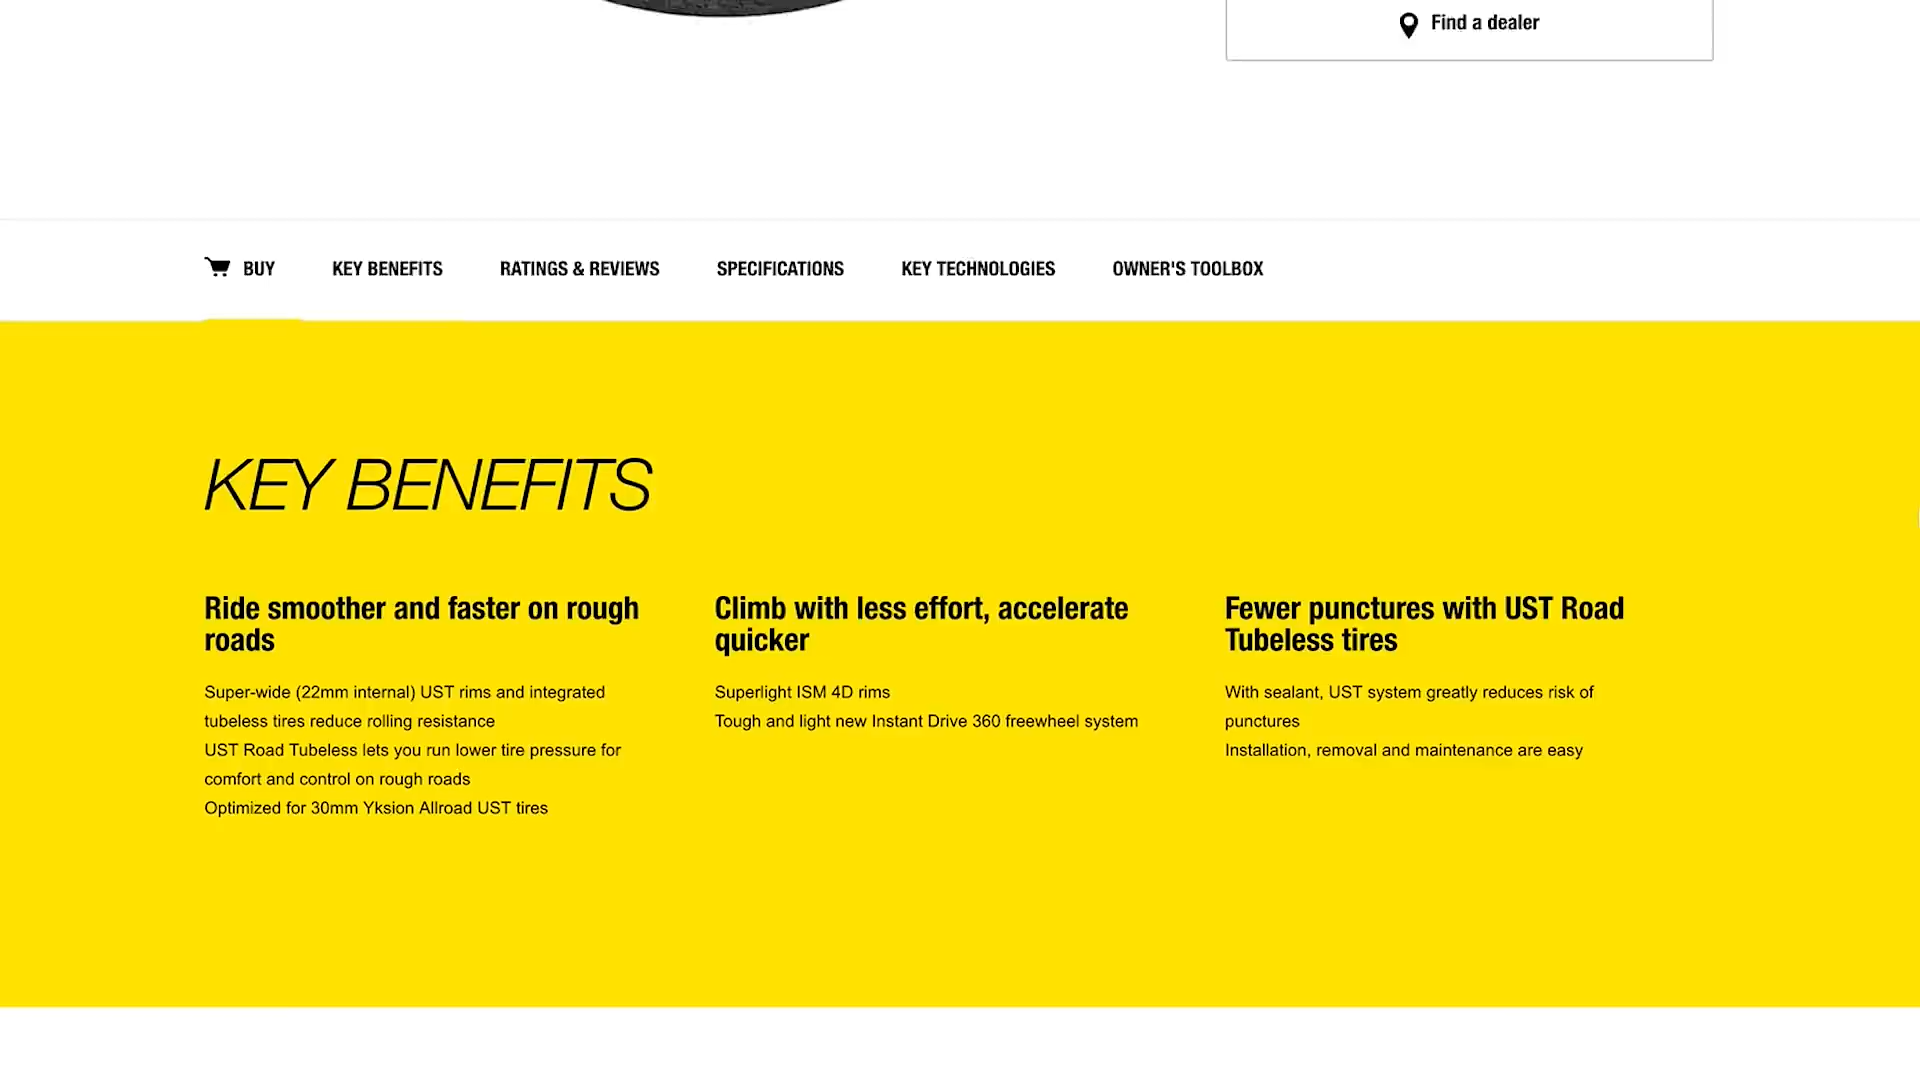 Find a dealer
BUY KEY BENEFITS RATINGS & REVIEWS SPECIFICATIONS KEY TECHNOLOGIES OWNER'S TOOLBOX
KEY BENEFITS
Ride smoother and faster on rough
roads
Super-wide (22mm internal) UST rims and integrated
tubeless tires reduce rolling resistance
UST Road Tubeless lets you run lower tire pressure for
comfort and control on rough roads
Optimized for 30mm Yksion Allroad UST tires
Climb with less effort, accelerate
quicker
Superlight ISM 4D rims
Tough and light new Instant Drive 360 freewheel system
Fewer punctures with UST Road
Tubeless tires
With sealant, UST system greatly reduces risk of
punctures
Installation, removal and maintenance are easy